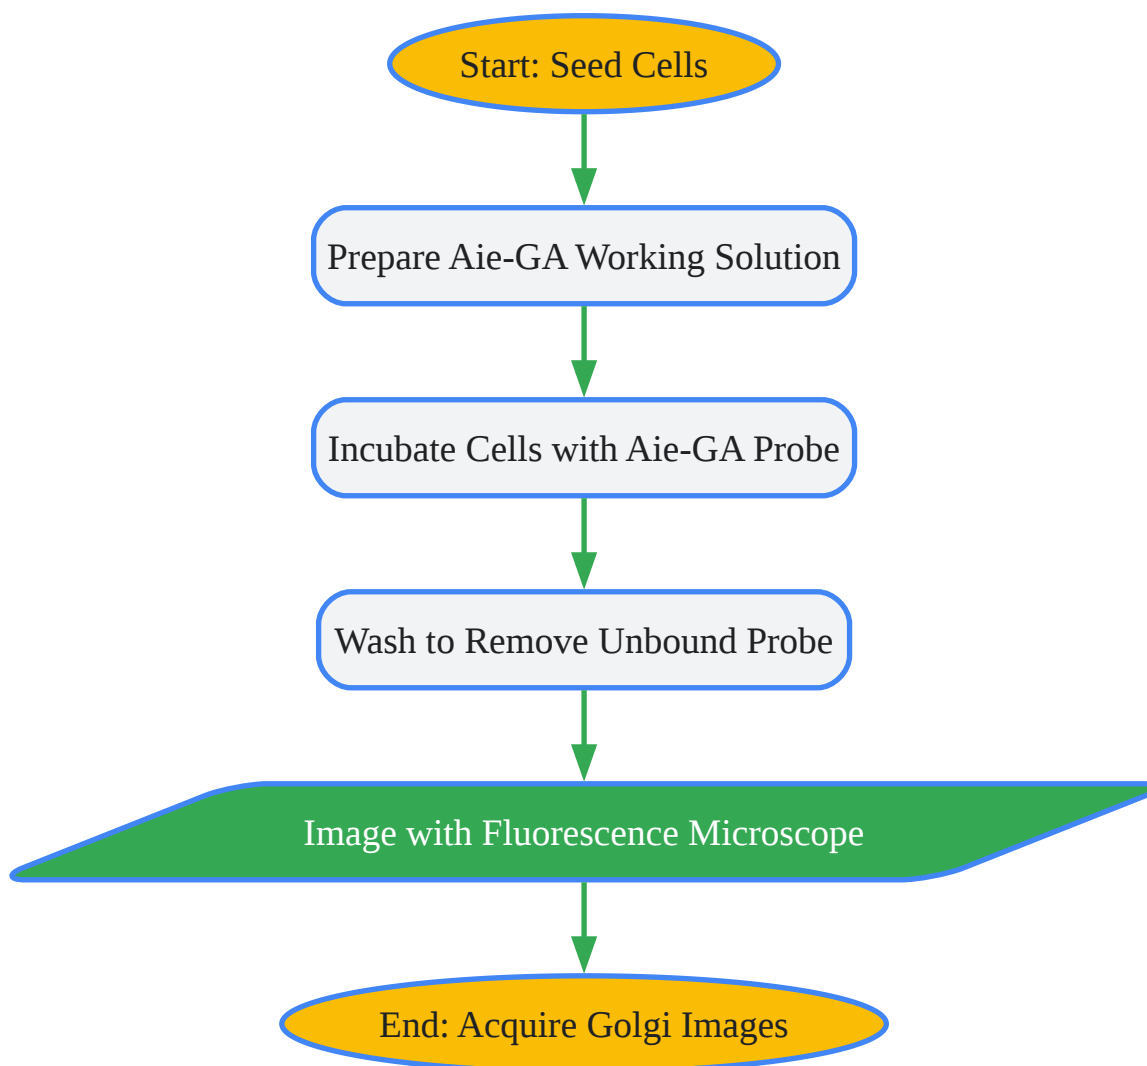 Start: Seed Cells
Prepare Aie-GA Working Solution
Incubate Cells with Aie-GA Probe
Wash to Remove Unbound Probe
Image with Fluorescence Microscope
End: Acquire Golgi Images